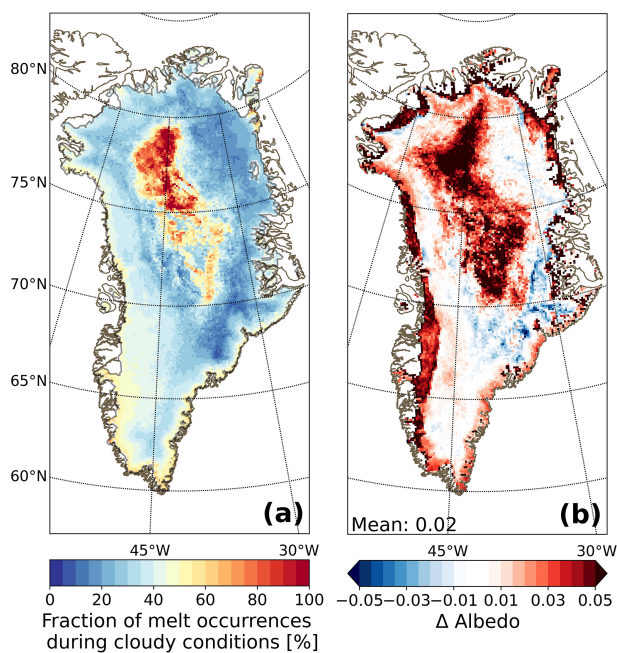 80°N
75°N
70°N
65°N
60°N
(a)
(b)
Mean: 0.02
45°W
30°W
45°W
30°W
0 20 40 60 80 100
−0.05 −0.03 −0.01 0.01 0.03 0.05
Fraction of melt occurrences
during cloudy conditions [%]
Δ Albedo